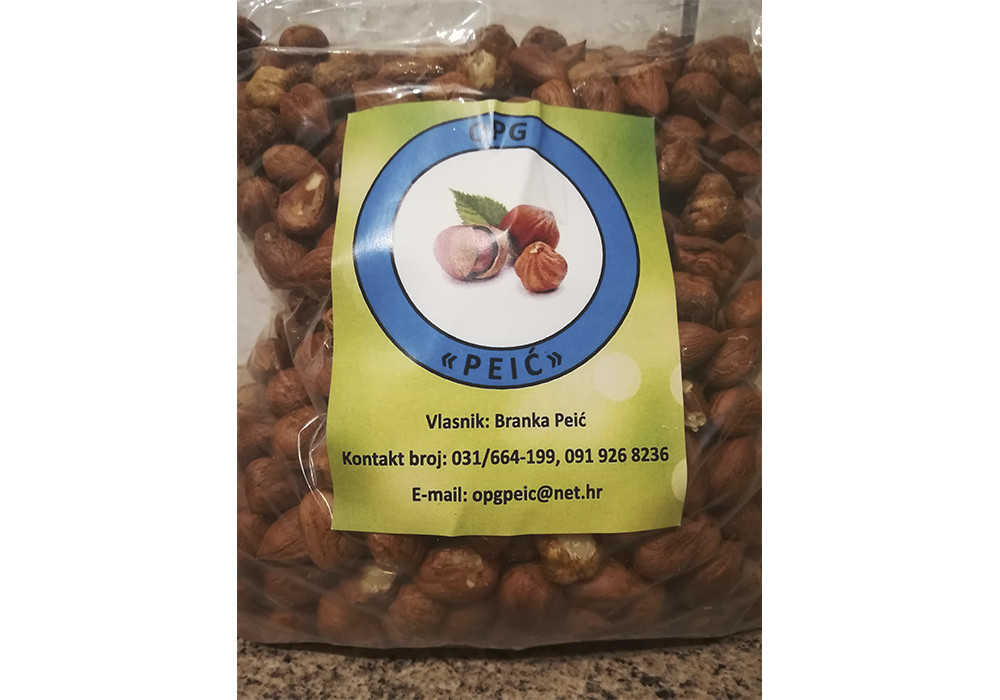 OPG
«PEIĆ»
Vlasnik: Branka Peić
Kontakt broj: 031/664-199, 091 926 8236
E-mail: opgpeic@net.hr